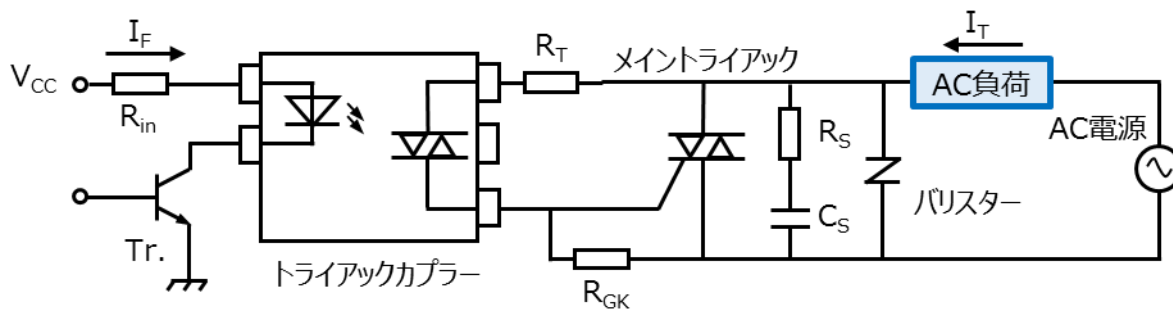 I_F
V_CC
R_in
Tr.
トライアックカプラー
R_T
メイントライアック
R_GK
R_S
C_S
バリスター
I_T
AC負荷
AC電源